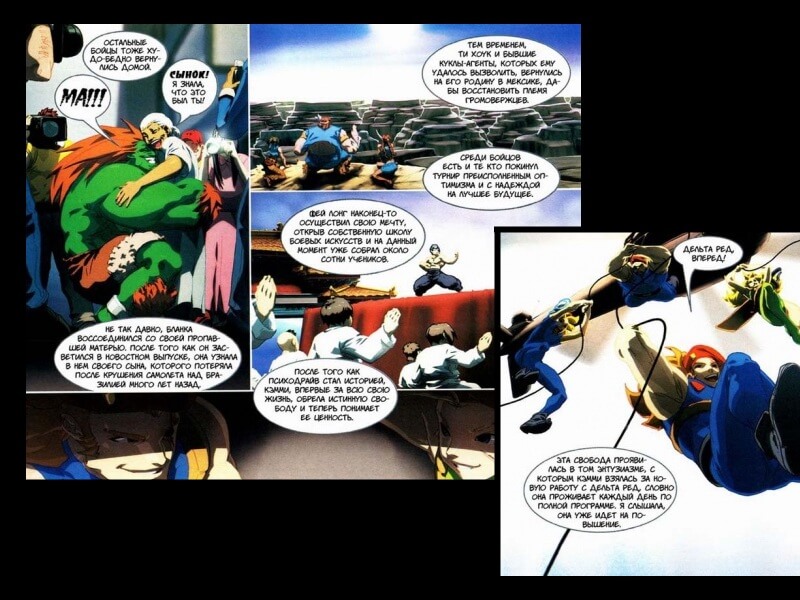 ОСТАЛЬНЫЕ
БОЙЦЫ ТОЖЕ ХУ-
ДО-БЕДНО ВЕРНУ-
ЛИСЬ ДОМОЙ.
МА!!!
СЫНОК!
Я ЗНАЛА,
ЧТО ЭТО
БЫЛ ТЫ!
НЕ ТАК ДАВНО, БЛАНКА
ВОССОЕДИНИЛСЯ СО СВОЕЙ ПРОПАВ-
ШЕЙ МАТЕРЬЮ. ПОСЛЕ ТОГО КАК ОН ЗАС-
ВЕТИЛСЯ В НОВОСТНОМ ВЫПУСКЕ, ОНА УЗНАЛА
В НЕМ СВОЕГО СЫНА, КОТОРОГО ПОТЕРЯЛА
ПОСЛЕ КРУШЕНИЯ САМОЛЕТА НАД, БРА-
ЗИЛИЕЙ МНОГО ЛЕТ НАЗАД.
ТЕМ ВРЕМЕНЕМ,
ТИ ХОУК И БЫВШИЕ
КУКЛЫ-АГЕНТЫ, КОТОРЫХ ЕМУ
УДАЛОСЬ ВЫЗВОЛИТЬ, ВЕРНУЛИСЬ
НА ЕГО РОДИНУ В МЕКСИКЕ, ДА-
БЫ ВОССТАНОВИТЬ ПЛЕМЯ
ГРОМОВЕРЖЦЕВ.
СРЕДИ БОЙЦОВ
ЕСТЬ И ТЕ КТО ПОКИНУЛ
ТУРНИР ПРЕИСПОЛНЕННЫМ ОП-
ТИМИЗМА И С НАДЕЖДОЙ
НА ЛУЧШЕЕ БУДУЩЕЕ.
ФЕЙ ЛОНГ НАКОНЕЦ-ТО
ОСУЩЕСТВИЛ СВОЮ МЕЧТУ,
ОТКРЫВ СОБСТВЕННУЮ ШКОЛУ
БОЕВЫХ ИСКУССТВ И НА ДАННЫЙ
МОМЕНТ УЖЕ СОБРАЛ ОКОЛО
СОТНИ УЧЕНИКОВ.
ПОСЛЕ ТОГО КАК
ПСИХОДРАЙВ СТАЛ ИСТОРИЕЙ,
КЭММИ, ВПЕРВЫЕ ЗА ВСЮ СВОЮ
ЖИЗНЬ, ОБРЕЛА ИСТИННУЮ СВО-
БОДУ И ТЕПЕРЬ ПОНИМАЕТ
ЕЕ ЦЕННОСТЬ.
ДЕЛЬТА РЕД,
ВПЕРЕД!
ЭТА СВОБОДА ПРОЯВИ-
ЛАСЬ В ТОМ ЭНТУЗИАЗМЕ, С
КОТОРЫМ КЭММИ ВЗЯЛАСЬ ЗА НО-
ВУЮ РАБОТУ С ДЕЛЬТА РЕД, СЛОВНО
ОНА ПРОЖИВАЕТ КАЖДЫЙ ДЕНЬ ПО
ПОЛНОЙ ПРОГРАММЕ. Я СЛЫШАЛА,
ОНА УЖЕ ИДЕТ НА ПО-
ВЫШЕНИЕ.